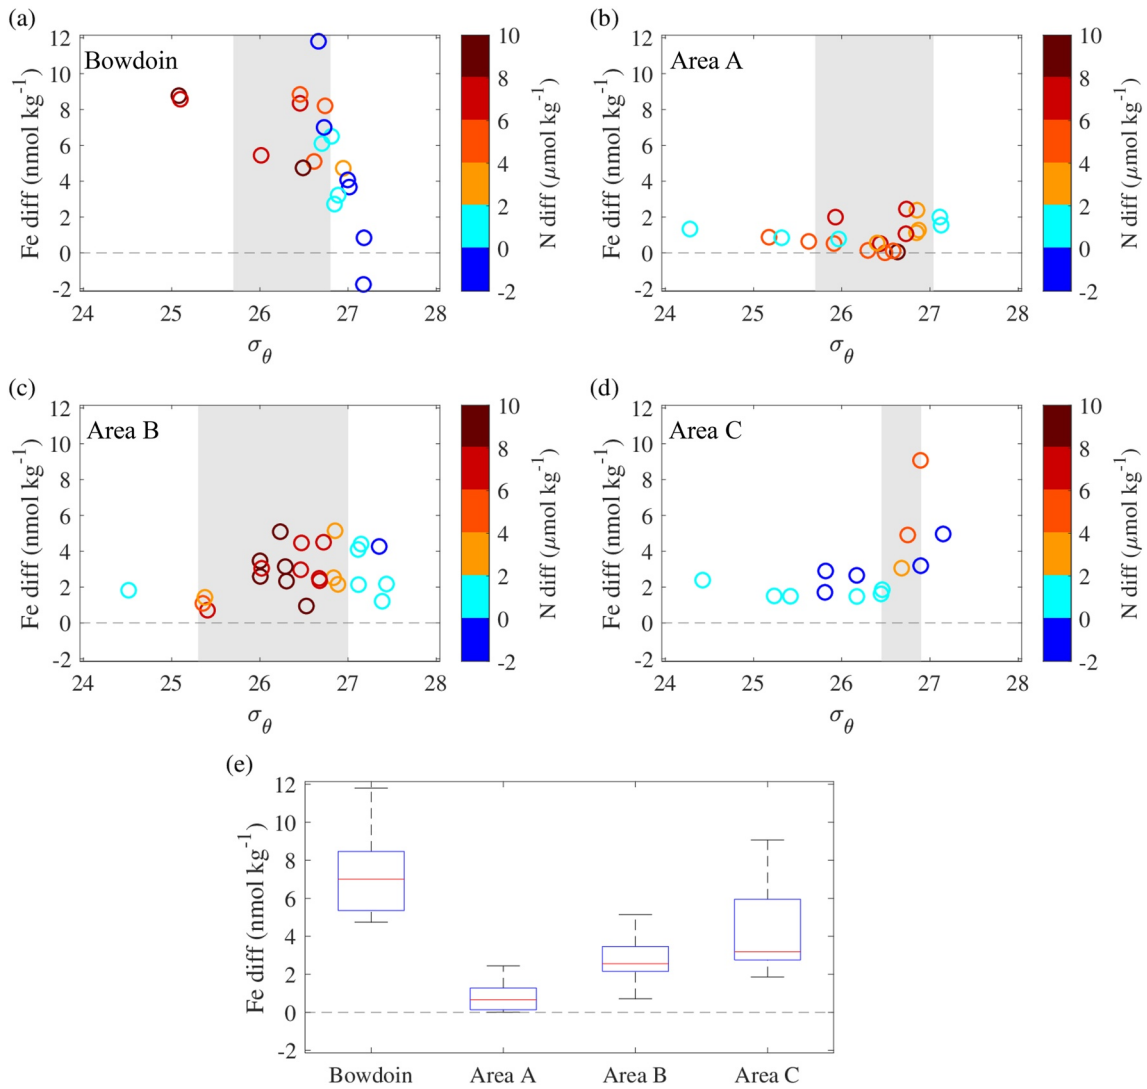 (a)
Bowdoin
Fe diff (nmol kg⁻¹)
12
10
8
6
4
2
0
-2
24 25 26 27 28
σ_θ
10
8
6
4
2
0
-2
N diff (μmol kg⁻¹)
(b)
Area A
Fe diff (nmol kg⁻¹)
12
10
8
6
4
2
0
-2
24 25 26 27 28
σ_θ
10
8
6
4
2
0
-2
N diff (μmol kg⁻¹)
(c)
Area B
Fe diff (nmol kg⁻¹)
12
10
8
6
4
2
0
-2
24 25 26 27 28
σ_θ
10
8
6
4
2
0
-2
N diff (μmol kg⁻¹)
(d)
Area C
Fe diff (nmol kg⁻¹)
12
10
8
6
4
2
0
-2
24 25 26 27 28
σ_θ
10
8
6
4
2
0
-2
N diff (μmol kg⁻¹)
(e)
Fe diff (nmol kg⁻¹)
12
10
8
6
4
2
0
-2
Bowdoin Area A Area B Area C